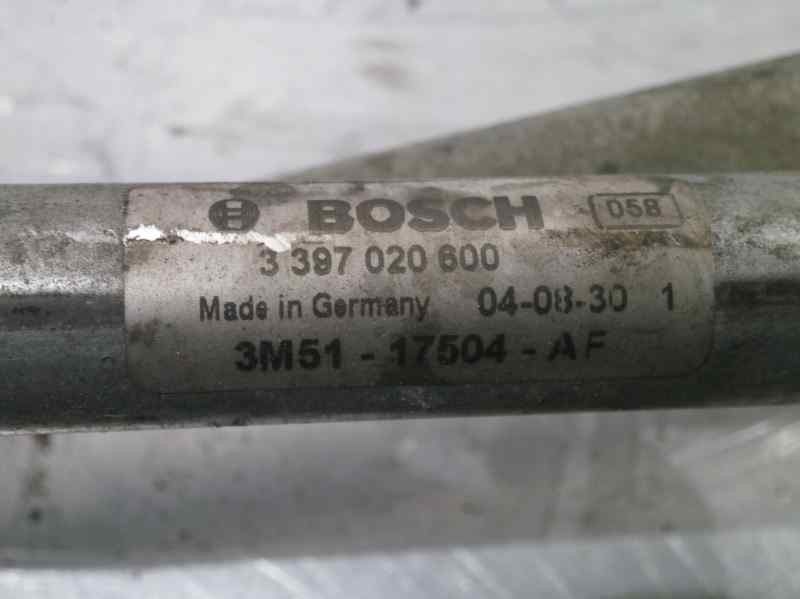 BOSCH 058
3 397 020 600
Made in Germany 04-08-30 1
3M51 - 17504 - AF